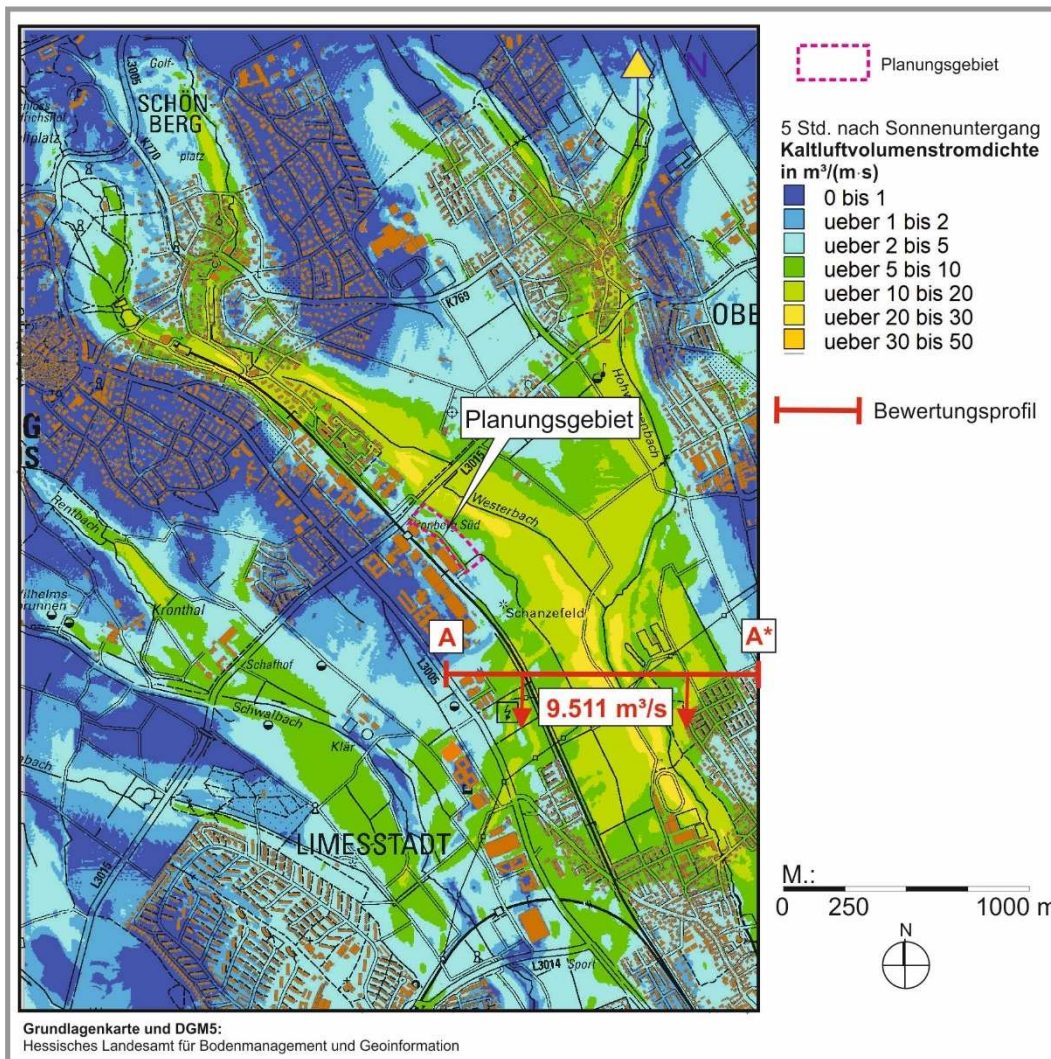 Planungsgebiet
5 Std. nach Sonnenuntergang
Kaltluftvolumenstromdichte
in m³/(m·s)
0 bis 1
ueber 1 bis 2
ueber 2 bis 5
ueber 5 bis 10
ueber 10 bis 20
ueber 20 bis 30
ueber 30 bis 50
Bewertungsprofil
N
L3005
Golf-
SCHÖN
BERG
platz
K770
K769
OBE
G
S
Planungsgebiet
L3015
Westerbach
Rentbach
Kronthal
Schanzefeld
A
A*
Schafhof
L3005
9.511 m³/s
Schwalbach
Klär
LIMESSTADT
L3015
L3014
Sport
M.:
0 250 1000 m
N
Grundlagenkarte und DGM5:
Hessisches Landesamt für Bodenmanagement und Geoinformation